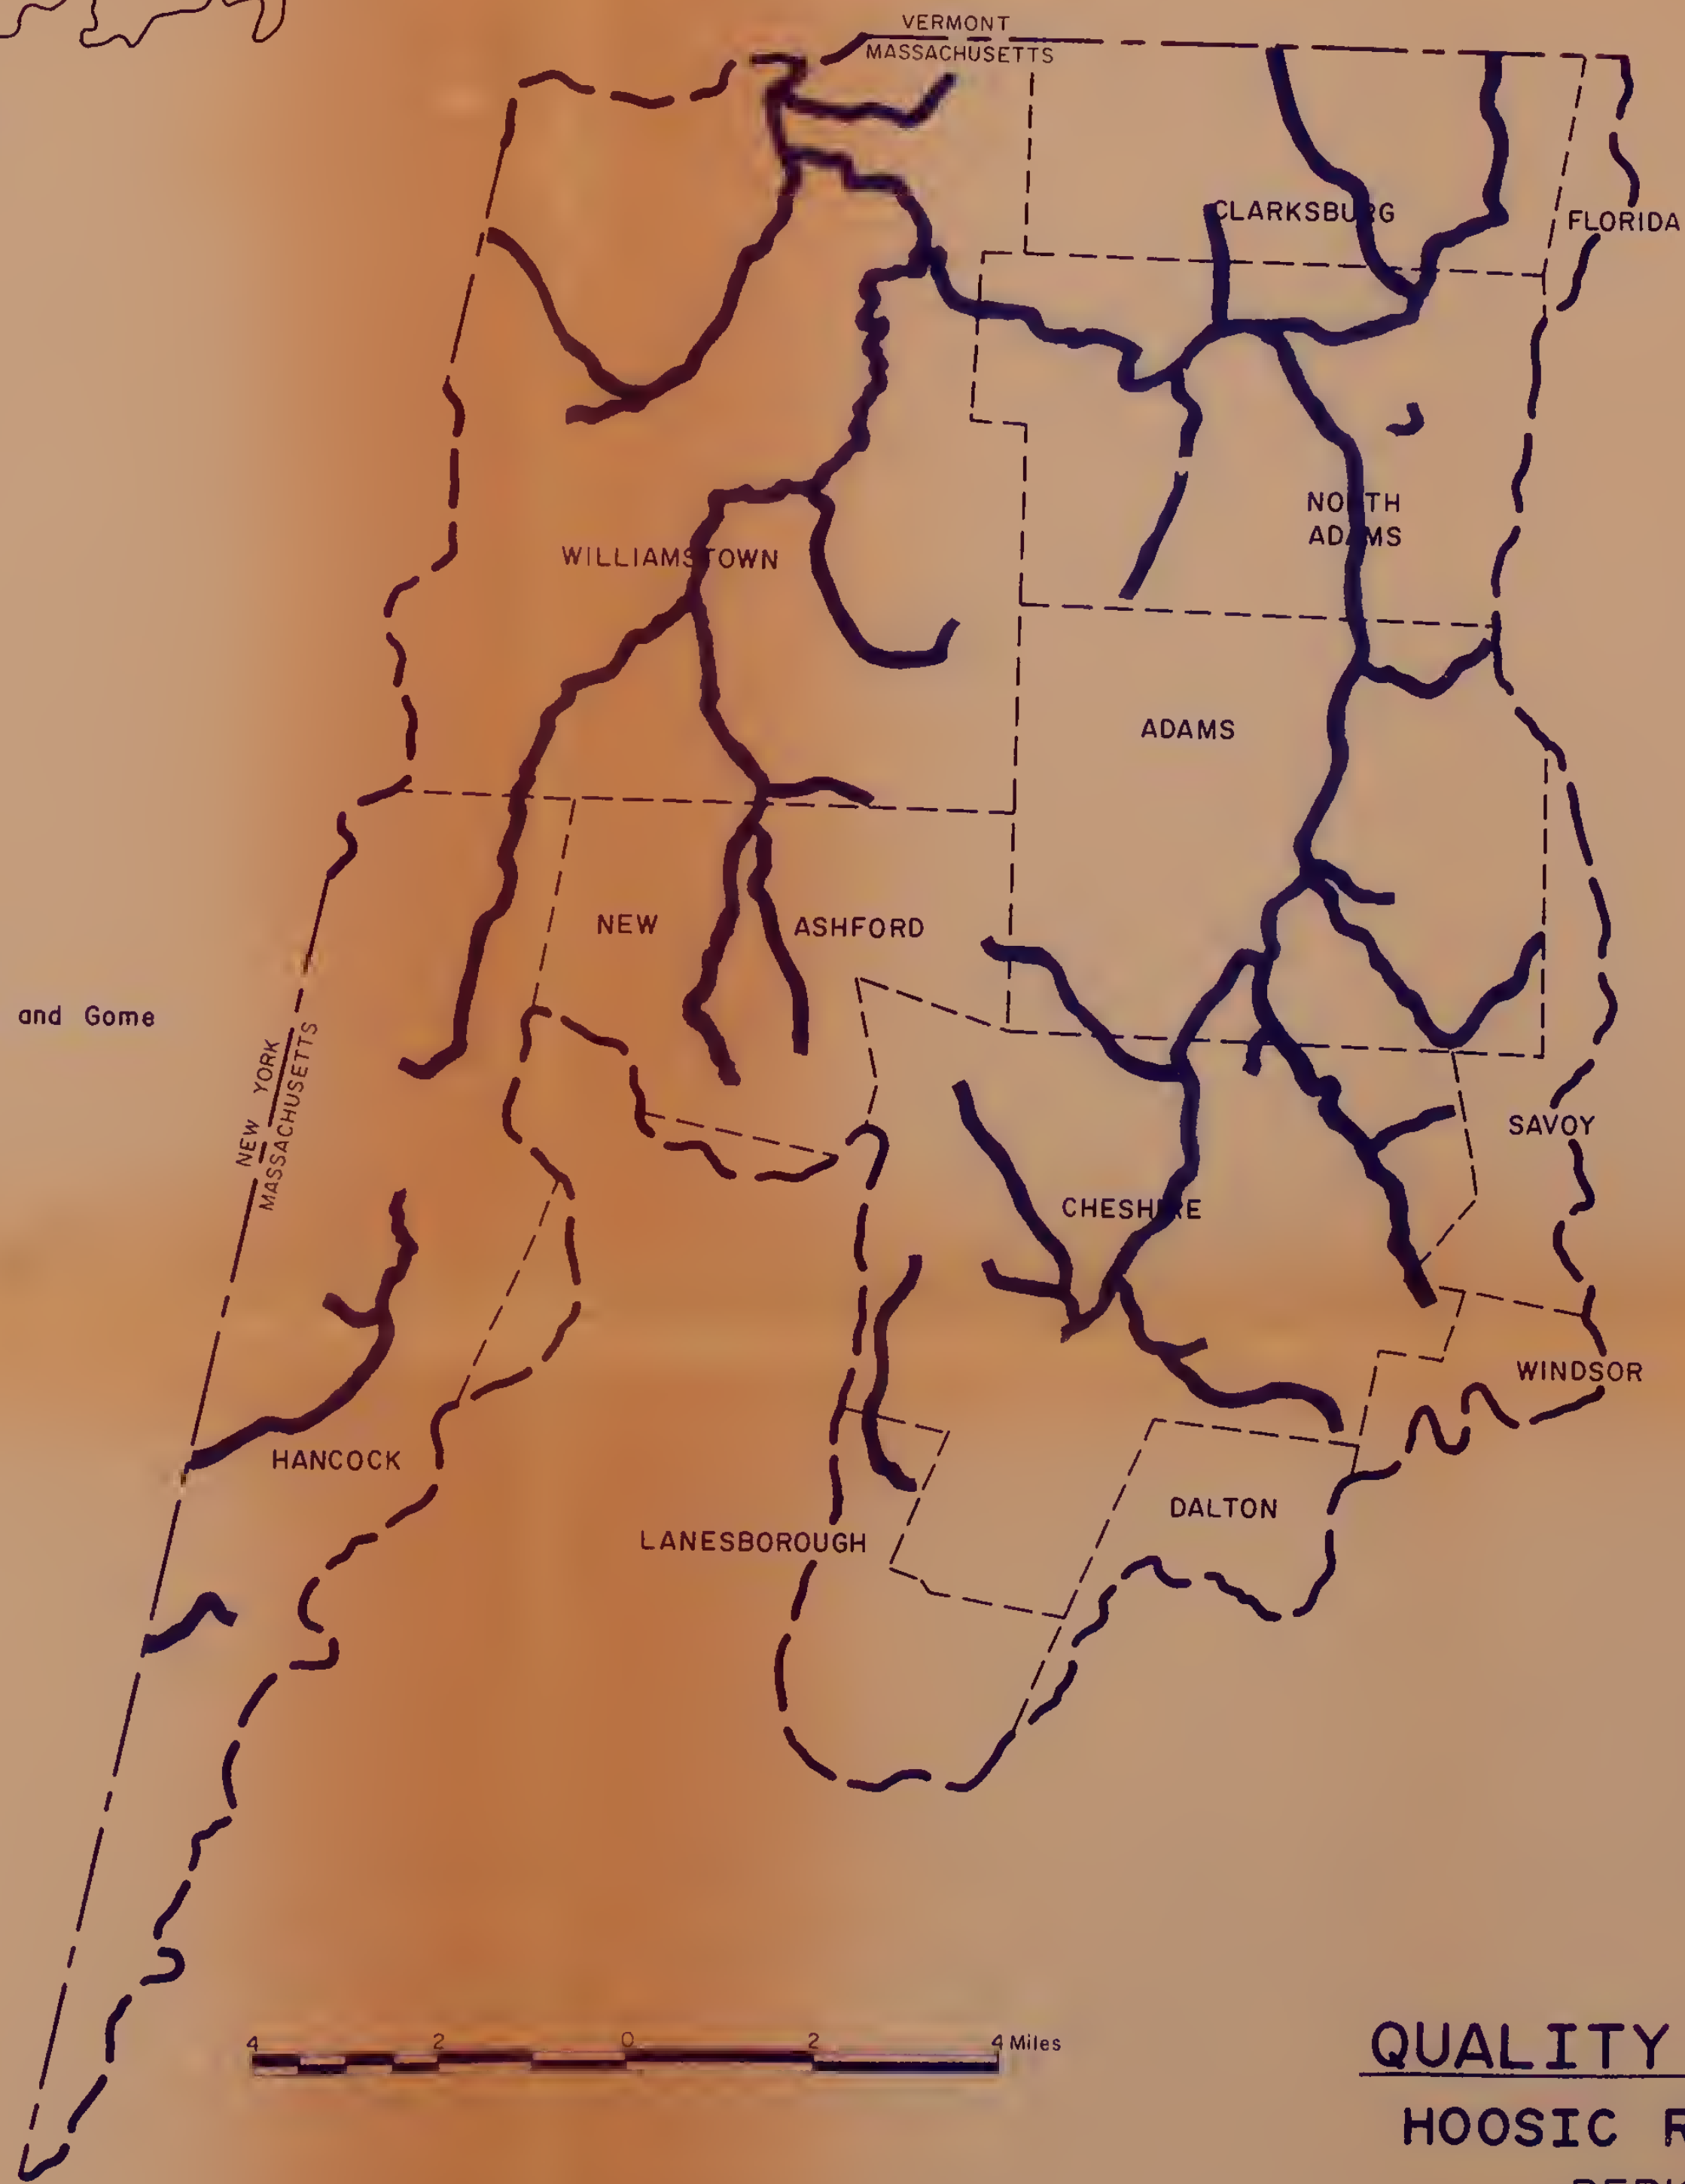 VERMONT
MASSACHUSETTS
CLARKSBURG
FLORIDA
NORTH
ADAMS
WILLIAMSTOWN
ADAMS
NEW ASHFORD
and Gome
NEW YORK
MASSACHUSETTS
SAVOY
CHESHIRE
WINDSOR
HANCOCK
DALTON
LANESBOROUGH
4 2 0 2 4 Miles
QUALITY
HOOSIC R